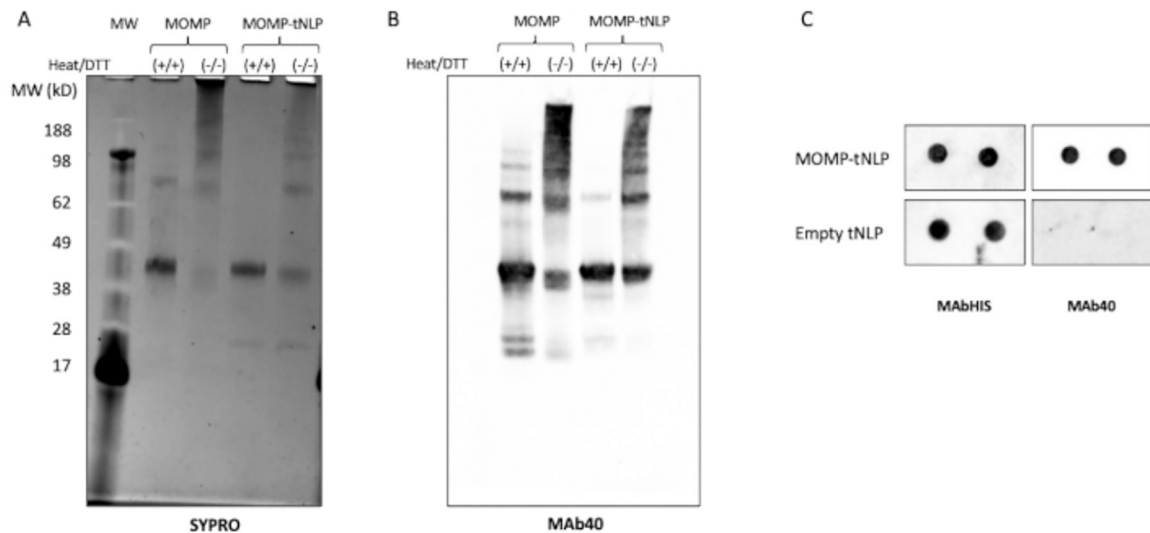 A
MW
MOMP
MOMP-tNLP
Heat/DTT
(+/+)
(-/-)
(+/+)
(-/-)
MW (kD)
188
98
62
49
38
28
17
SYPRO
B
MOMP
MOMP-tNLP
Heat/DTT
(+/+)
(-/-)
(+/+)
(-/-)
MAb40
C
MOMP-tNLP
Empty tNLP
MAbHIS
MAb40